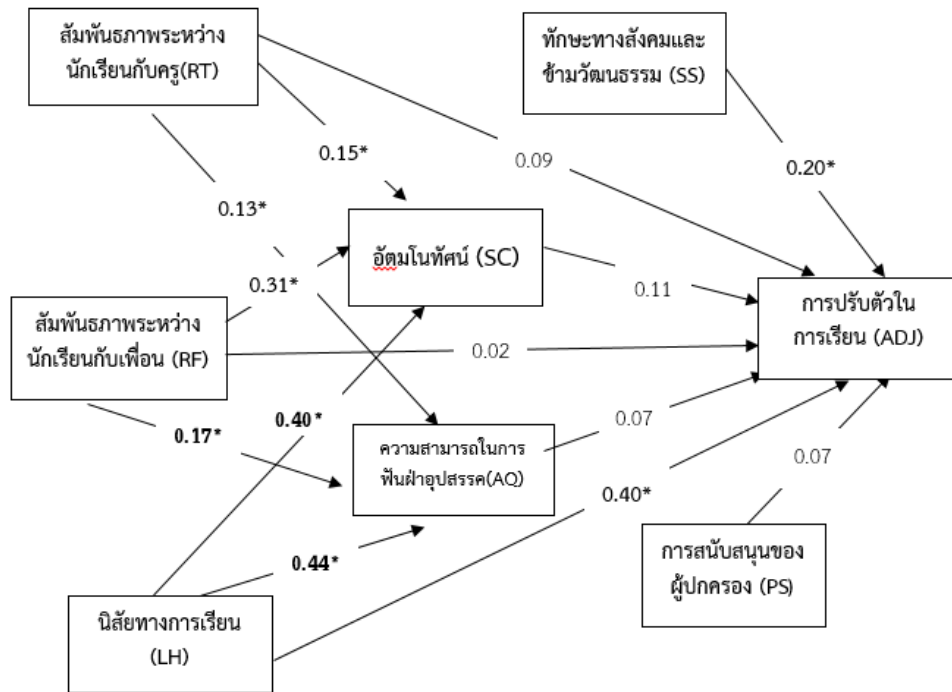 สัมพันธภาพระหว่าง
นักเรียนกับครู(RT)
ทักษะทางสังคมและ
ข้ามวัฒนธรรม (SS)
0.15*
0.09
0.20*
0.13*
อัตมโนทัศน์ (SC)
0.31*
0.11
การปรับตัวใน
การเรียน (ADJ)
สัมพันธภาพระหว่าง
นักเรียนกับเพื่อน (RF)
0.02
0.17*
0.40*
0.07
ความสามารถในการ
ฟันฝ่าอุปสรรค(AQ)
0.07
0.40*
0.44*
การสนับสนุนของ
ผู้ปกครอง (PS)
นิสัยทางการเรียน
(LH)